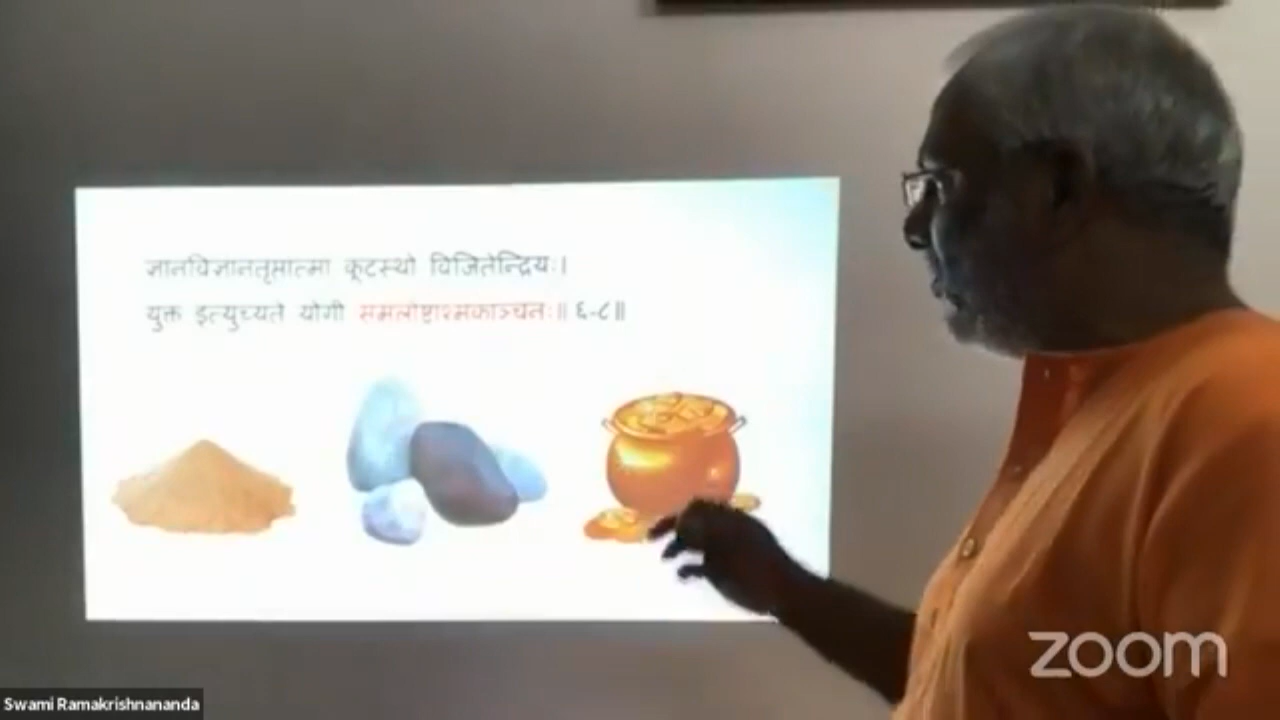 ज्ञानविज्ञानतृप्तात्मा कूटस्थो विजितेन्द्रियः।
युक्त इत्युच्यते योगी समलोष्टाश्मकाञ्चनः॥ ६-८॥
zoom
Swami Ramakrishnananda